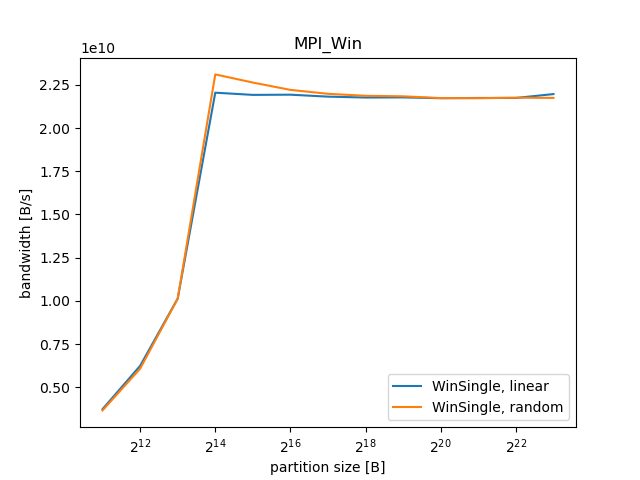 MPI_Win
1e10
2.25
2.00
1.75
1.50
1.25
1.00
0.75
0.50
bandwidth [B/s]
WinSingle, linear
WinSingle, random
2^12 2^14 2^16 2^18 2^20 2^22
partition size [B]